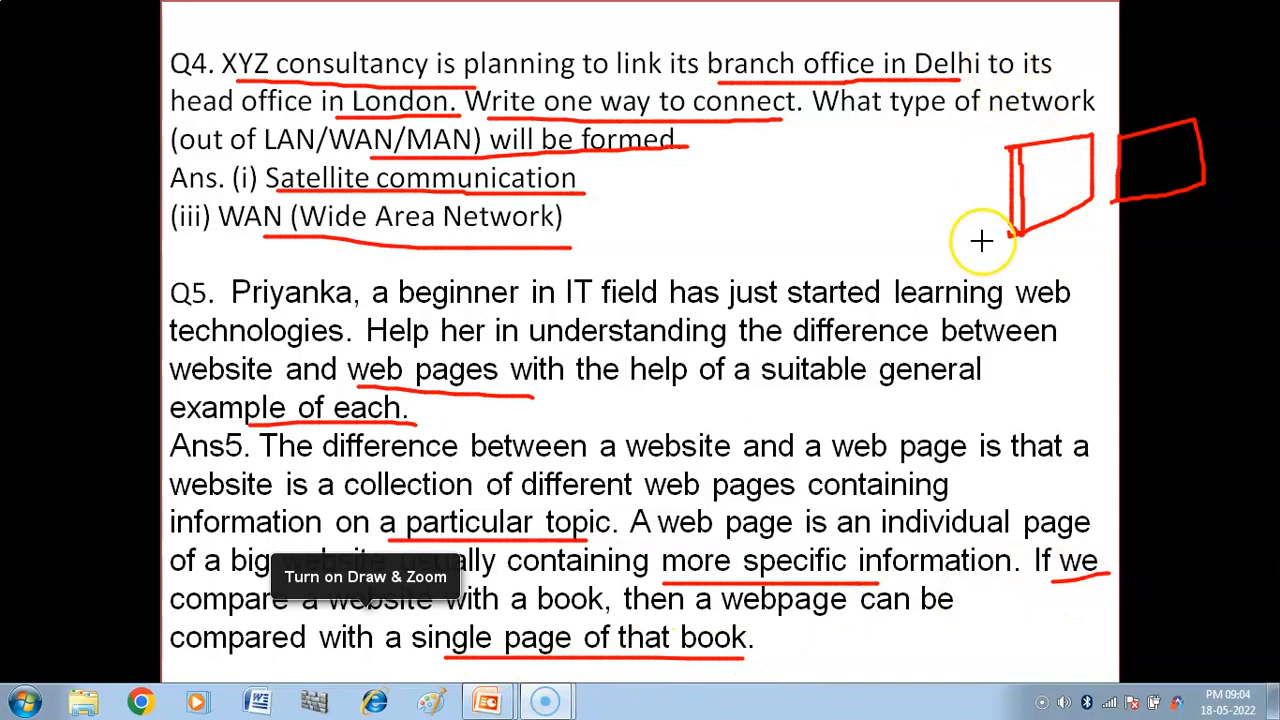 Q4. XYZ consultancy is planning to link its branch office in Delhi to its
head office in London. Write one way to connect. What type of network
(out of LAN/WAN/MAN) will be formed.
Ans. (i) Satellite communication
(iii) WAN (Wide Area Network)
Q5. Priyanka, a beginner in IT field has just started learning web
technologies. Help her in understanding the difference between
website and web pages with the help of a suitable general
example of each.
Ans5. The difference between a website and a web page is that a
website is a collection of different web pages containing
information on a particular topic. A web page is an individual page
of a big website usually containing more specific information. If we
Turn on Draw & Zoom
compare a website with a book, then a webpage can be
compared with a single page of that book.
PM 09:04
18-05-2022